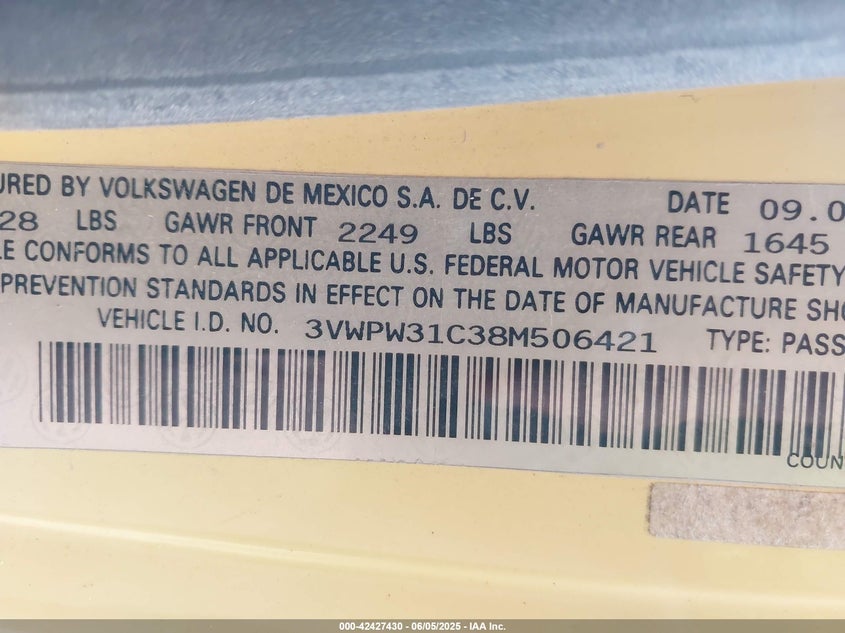 URED BY VOLKSWAGEN DE MEXICO S.A. DE C.V. DATE 09.0
28 LBS GAWR FRONT 2249 LBS GAWR REAR 1645
LE CONFORMS TO ALL APPLICABLE U.S. FEDERAL MOTOR VEHICLE SAFETY
PREVENTION STANDARDS IN EFFECT ON THE DATE OF MANUFACTURE SHO
VEHICLE I.D. NO. 3VWPW31C38M506421 TYPE: PASS
COUN
000-42427430 - 06/05/2025 - IAA Inc.